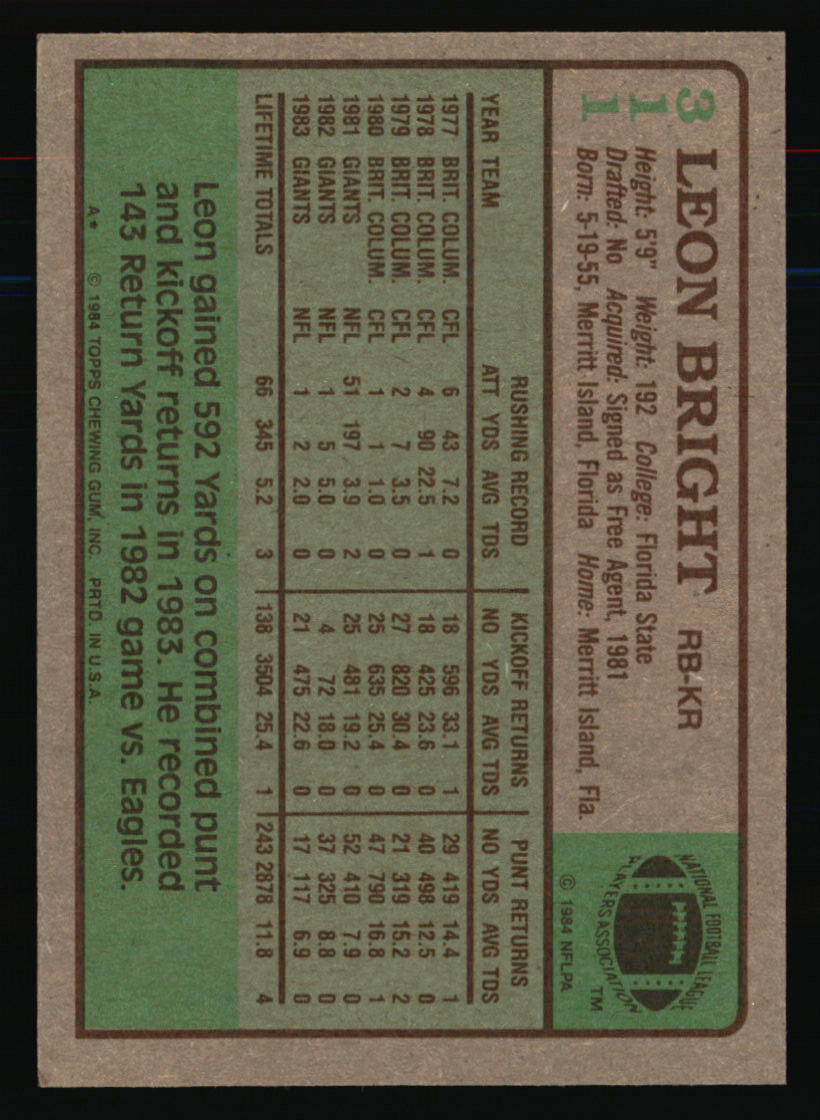 311
LEON BRIGHT RB-KR
Height: 5'9" Weight: 192 College: Florida State
Drafted: No Acquired: Signed as Free Agent, 1981
Born: 5-19-55, Merritt Island, Florida Home: Merritt Island, Fla.
NATIONAL FOOTBALL LEAGUE
PLAYERS ASSOCIATION
TM
© 1984 NFLPA
RUSHING RECORD KICKOFF RETURNS PUNT RETURNS
YEAR TEAM ATT YDS AVG TDS NO YDS AVG TDS NO YDS AVG TDS
1977 BRIT. COLUM. CFL 6 43 7.2 0 18 596 33.1 1 29 419 14.4 1
1978 BRIT. COLUM. CFL 4 90 22.5 1 18 425 23.6 0 40 498 12.5 0
1979 BRIT. COLUM. CFL 2 7 3.5 0 27 820 30.4 0 21 319 15.2 2
1980 BRIT. COLUM. CFL 1 1 1.0 0 25 635 25.4 0 47 790 16.8 1
1981 GIANTS NFL 51 197 3.9 2 25 481 19.2 0 52 410 7.9 0
1982 GIANTS NFL 1 5 5.0 0 4 72 18.0 0 37 325 8.8 0
1983 GIANTS NFL 1 2 2.0 0 21 475 22.6 0 17 117 6.9 0
LIFETIME TOTALS 66 345 5.2 3 138 3504 25.4 1 243 2878 11.8 4
Leon gained 592 Yards on combined punt
and kickoff returns in 1983. He recorded
143 Return Yards in 1982 game vs. Eagles.
A* © 1984 TOPPS CHEWING GUM, INC. PRTD. IN U.S.A.